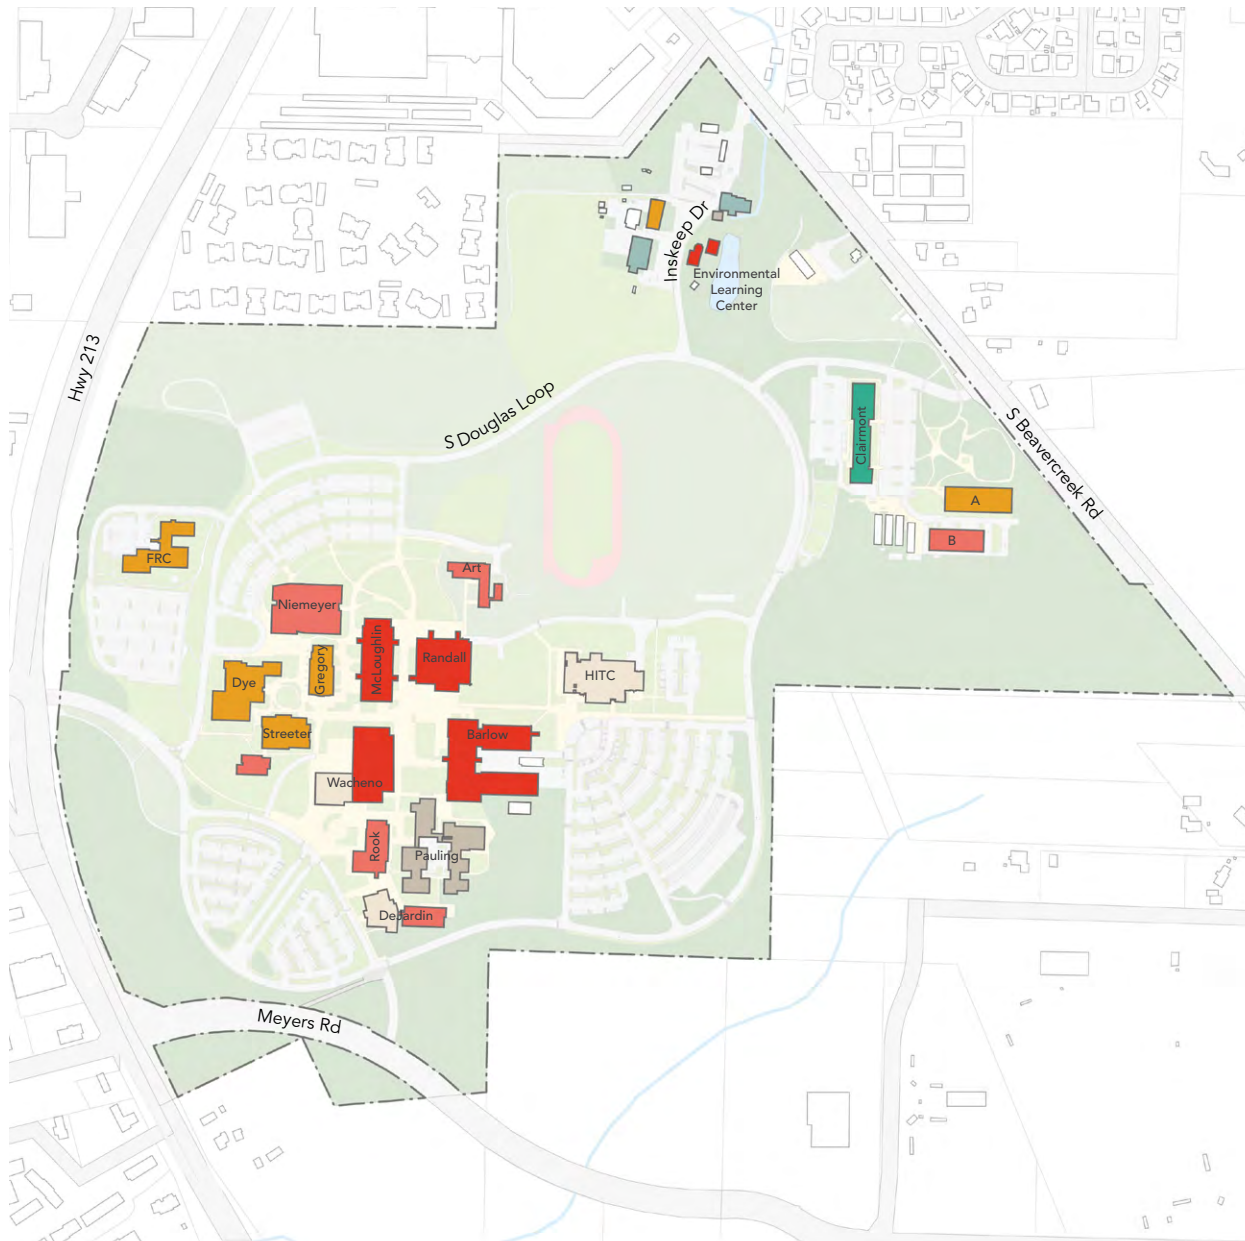 Inskeep Dr
Environmental
Learning
Center
Hwy 213
S Douglas Loop
Clairmont
S Beavercreek Rd
A
B
FRC
Art
Niemeyer
McLoughlin
Gregory
Randall
Dye
HITC
Streeter
Barlow
Wacheno
Rook
Pauling
DeJardin
Meyers Rd